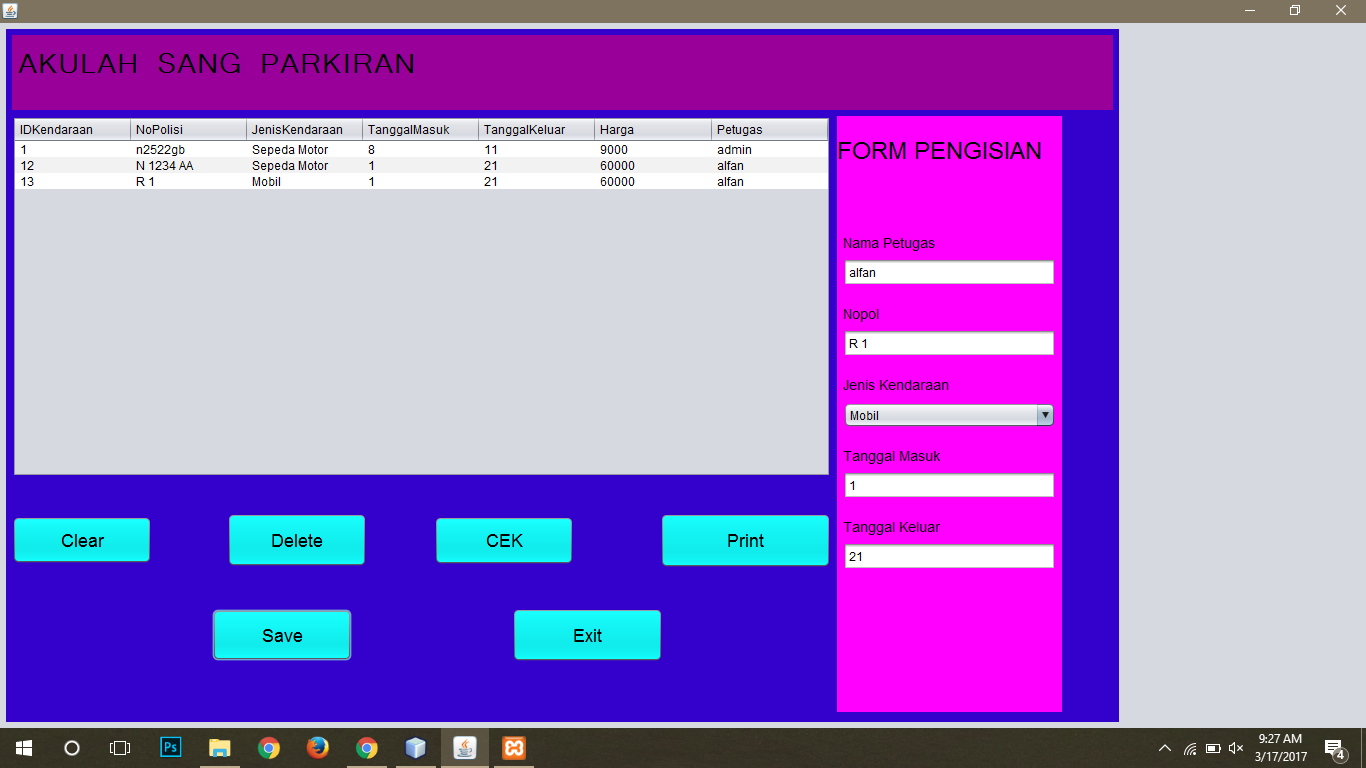 AKULAH SANG PARKIRAN
IDKendaraan NoPolisi JenisKendaraan TanggalMasuk TanggalKeluar Harga Petugas
1 n2522gb Sepeda Motor 8 11 9000 admin
12 N 1234 AA Sepeda Motor 1 21 60000 alfan
13 R 1 Mobil 1 21 60000 alfan
FORM PENGISIAN
Nama Petugas
alfan
Nopol
R 1
Jenis Kendaraan
Mobil
Tanggal Masuk
1
Tanggal Keluar
21
Clear Delete CEK Print
Save Exit
Ps
9:27 AM
3/17/2017
4